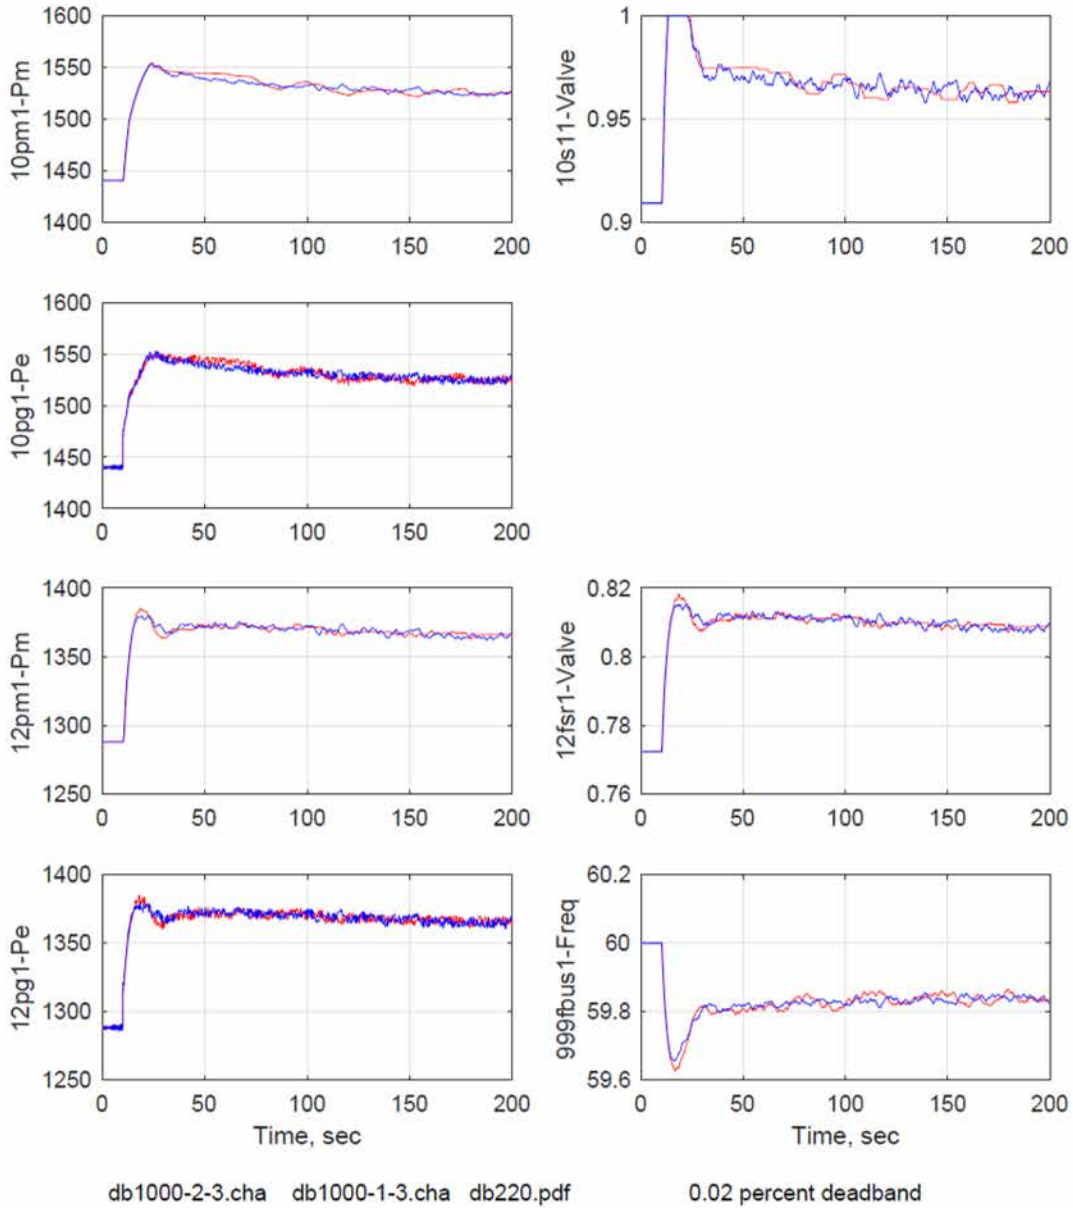 1600
1550
1500
1450
1400
10pm1-Pm
0 50 100 150 200
1
0.95
0.9
10s11-Valve
0 50 100 150 200
1600
1550
1500
1450
1400
10pg1-Pe
0 50 100 150 200
1400
1350
1300
1250
12pm1-Pm
0 50 100 150 200
0.82
0.8
0.78
0.76
12fsr1-Valve
0 50 100 150 200
1400
1350
1300
1250
12pg1-Pe
0 50 100 150 200
Time, sec
60.2
60
59.8
59.6
999fbus1-Freq
0 50 100 150 200
Time, sec
db1000-2-3.cha db1000-1-3.cha db220.pdf 0.02 percent deadband